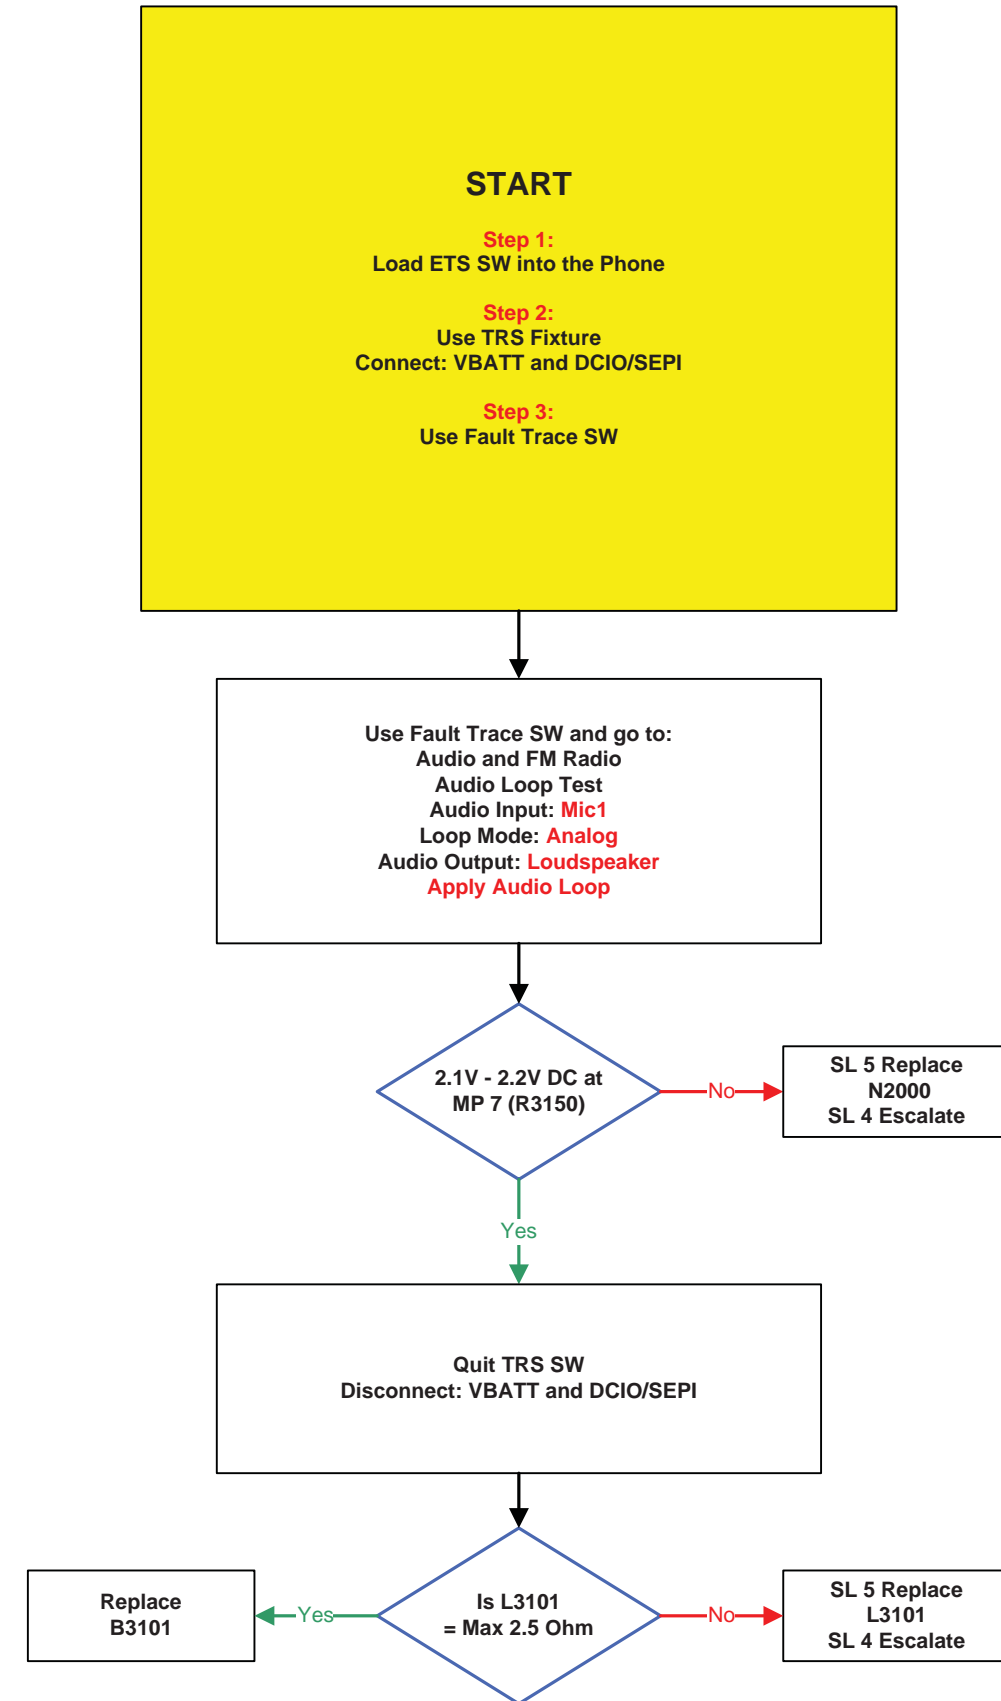 START
Step 1:
Load ETS SW into the Phone
Step 2:
Use TRS Fixture
Connect: VBATT and DCIO/SEPI
Step 3:
Use Fault Trace SW
Use Fault Trace SW and go to:
Audio and FM Radio
Audio Loop Test
Audio Input: Mic1
Loop Mode: Analog
Audio Output: Loudspeaker
Apply Audio Loop
2.1V - 2.2V DC at
MP 7 (R3150)
No
SL 5 Replace
N2000
SL 4 Escalate
Yes
Quit TRS SW
Disconnect: VBATT and DCIO/SEPI
Is L3101
= Max 2.5 Ohm
Yes
Replace
B3101
No
SL 5 Replace
L3101
SL 4 Escalate